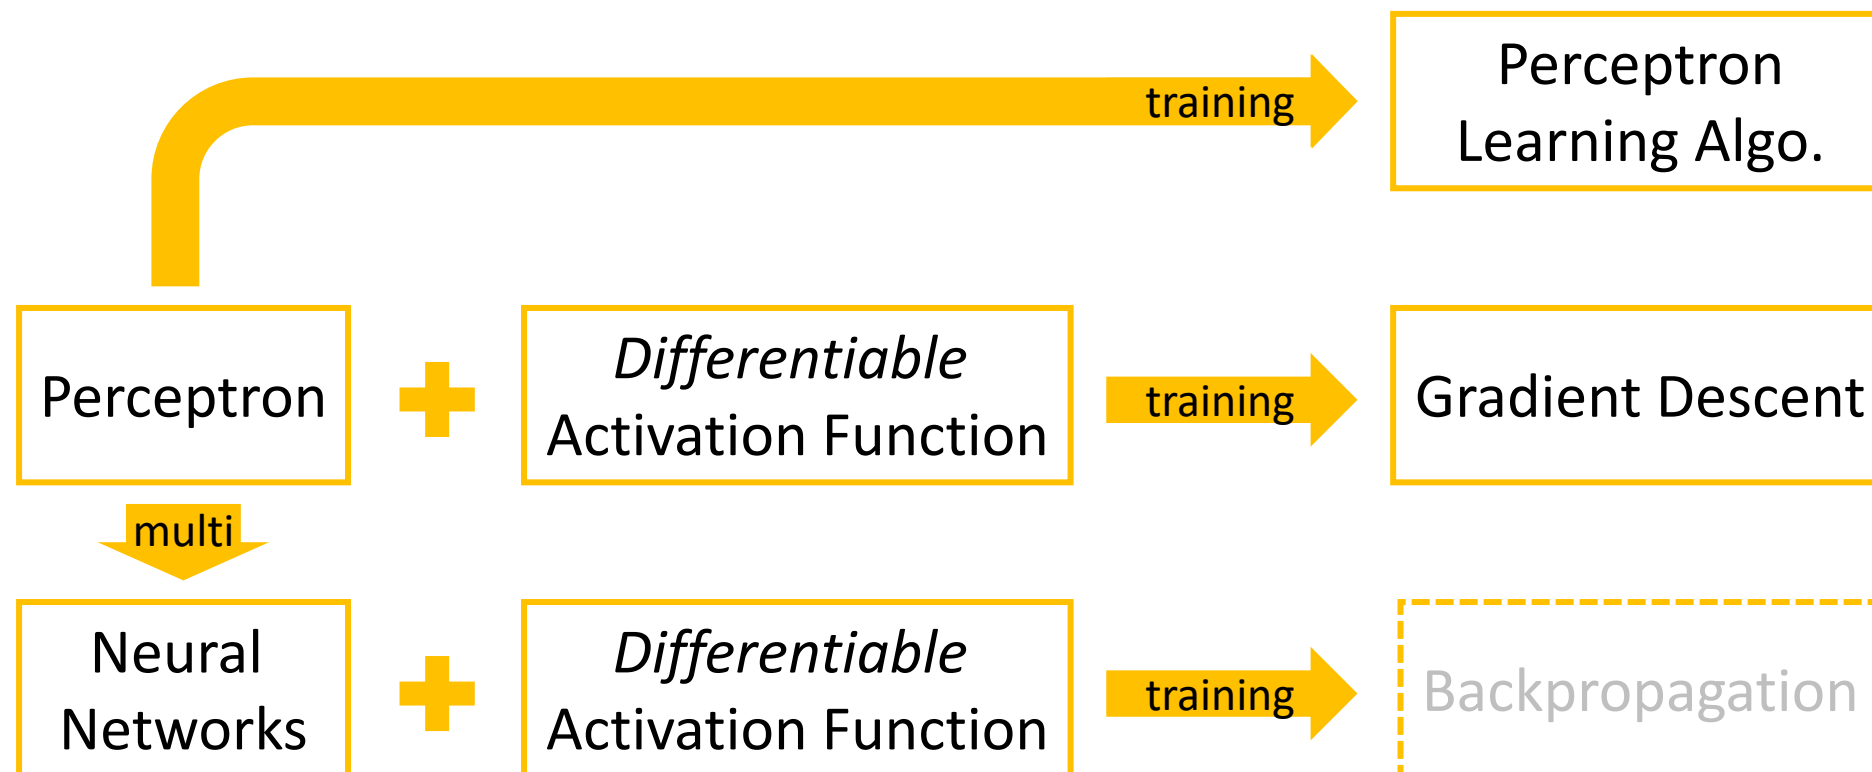 training
Perceptron
Learning Algo.
Perceptron
Differentiable
Activation Function
training
Gradient Descent
multi
Neural
Networks
Differentiable
Activation Function
training
Backpropagation